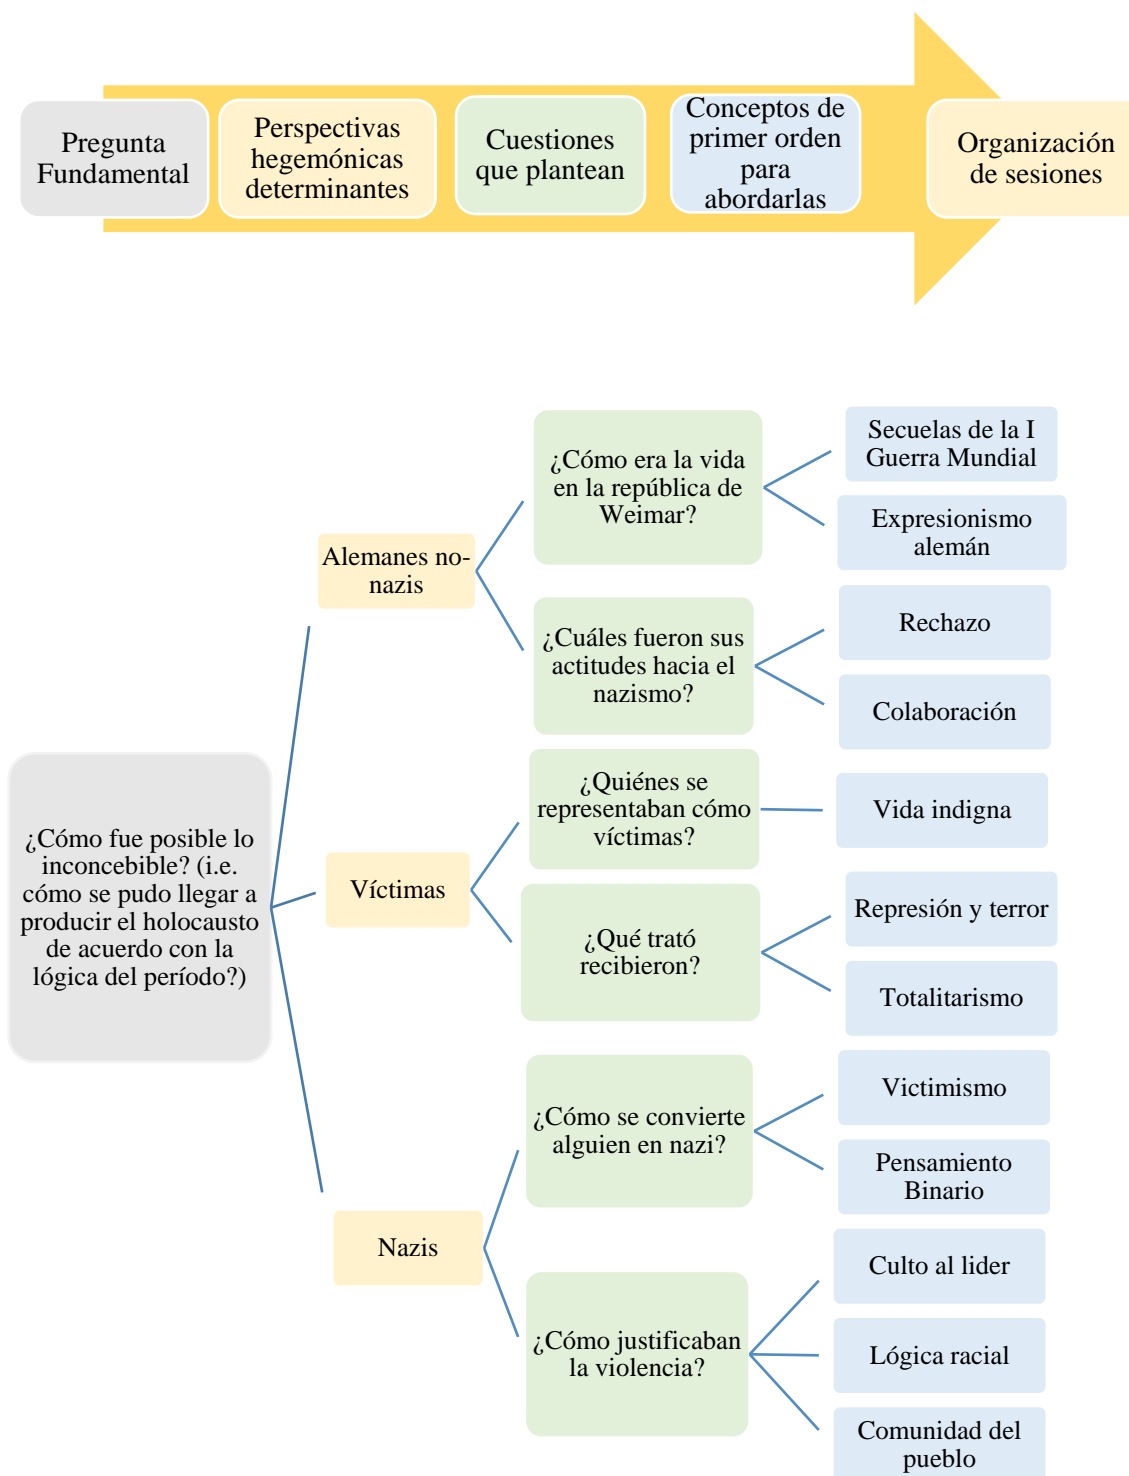 Pregunta
Fundamental
Perspectivas
hegemónicas
determinantes
Cuestiones
que plantean
Conceptos de
primer orden
para
abordarlas
Organización
de sesiones
¿Cómo fue posible lo
inconcebible? (i.e.
cómo se pudo llegar a
producir el holocausto
de acuerdo con la
lógica del período?)
Alemanes no-
nazis
¿Cómo era la vida
en la república de
Weimar?
Secuelas de la I
Guerra Mundial
Expresionismo
alemán
¿Cuáles fueron sus
actitudes hacia el
nazismo?
Rechazo
Colaboración
Víctimas
¿Quiénes se
representaban cómo
víctimas?
Vida indigna
¿Qué trató
recibieron?
Represión y terror
Totalitarismo
Nazis
¿Cómo se convierte
alguien en nazi?
Victimismo
Pensamiento
Binario
¿Cómo justificaban
la violencia?
Culto al lider
Lógica racial
Comunidad del
pueblo